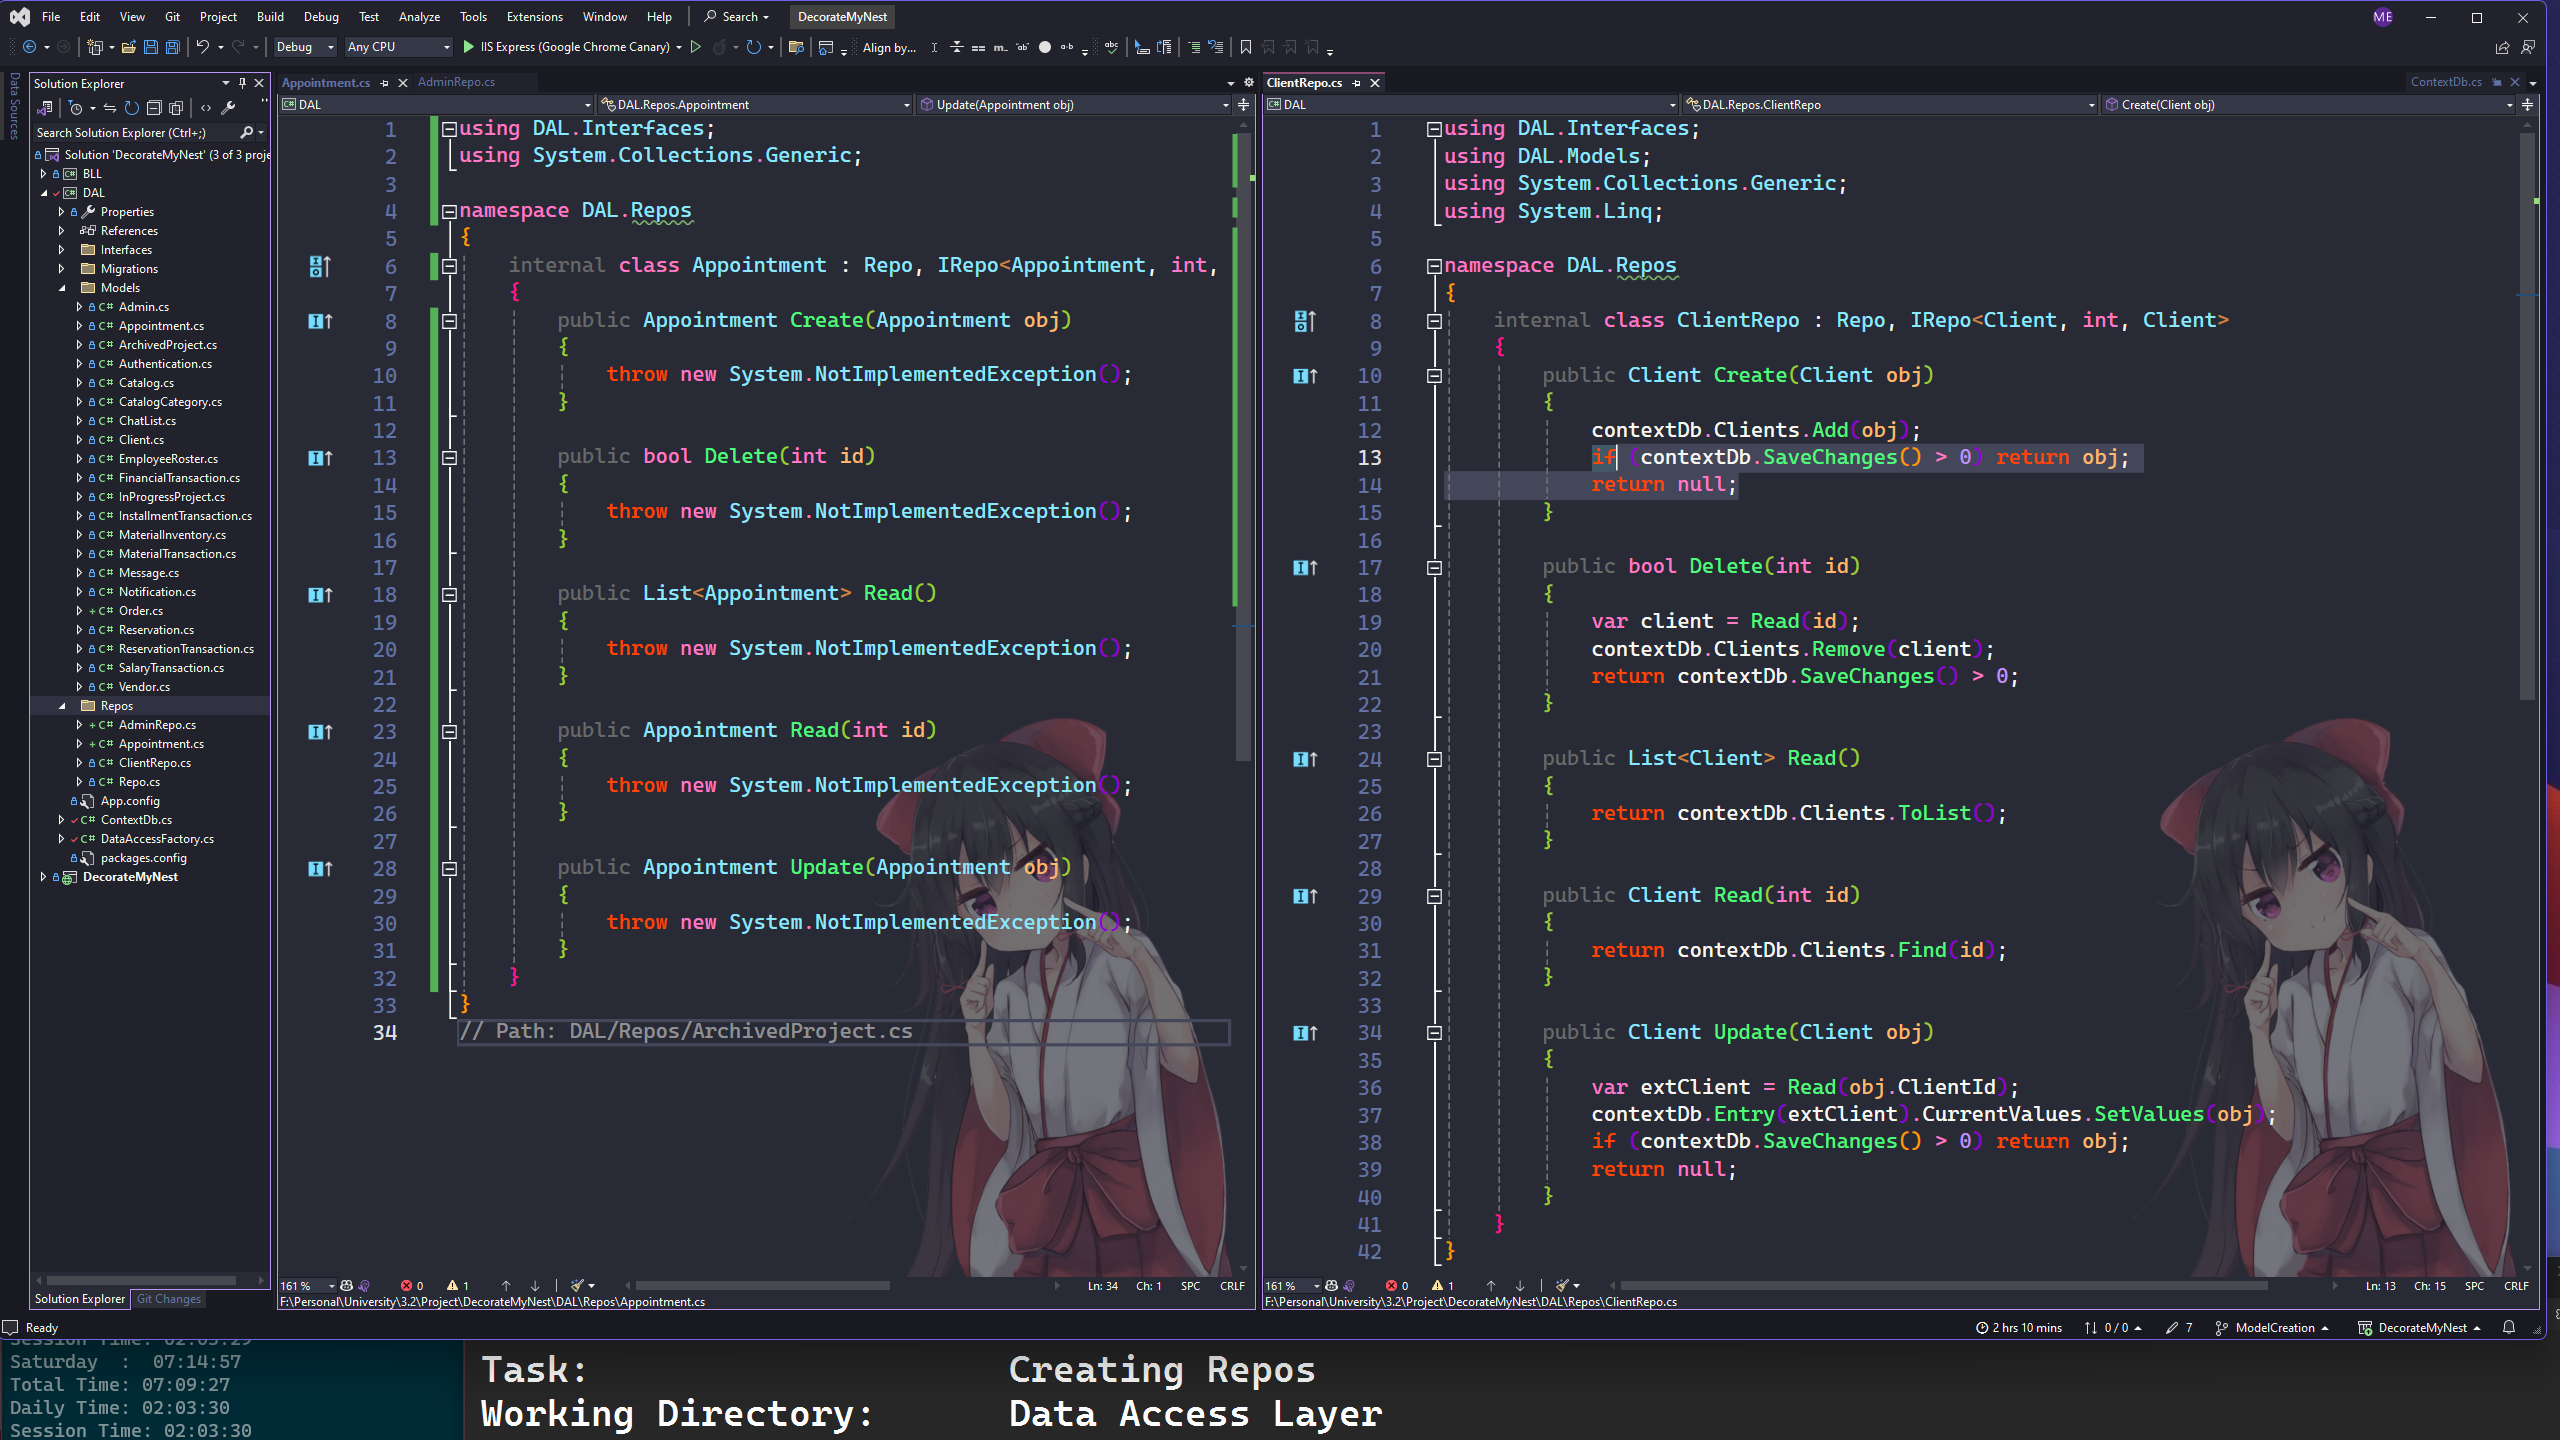 File Edit View Git Project Build Debug Test Analyze Tools Extensions Window Help Search DecorateMyNest ME
Debug Any CPU IIS Express (Google Chrome Canary) Align by...
Data Sources
Solution Explorer
Search Solution Explorer (Ctrl+;)
Solution 'DecorateMyNest' (3 of 3 proje
BLL
DAL
Properties
References
Interfaces
Migrations
Models
C# Admin.cs
C# Appointment.cs
C# ArchivedProject.cs
C# Authentication.cs
C# Catalog.cs
C# CatalogCategory.cs
C# ChatList.cs
C# Client.cs
C# EmployeeRoster.cs
C# FinancialTransaction.cs
C# InProgressProject.cs
C# InstallmentTransaction.cs
C# MaterialInventory.cs
C# MaterialTransaction.cs
C# Message.cs
C# Notification.cs
C# Order.cs
C# Reservation.cs
C# ReservationTransaction.cs
C# SalaryTransaction.cs
C# Vendor.cs
Repos
C# AdminRepo.cs
C# Appointment.cs
C# ClientRepo.cs
C# Repo.cs
App.config
C# ContextDb.cs
C# DataAccessFactory.cs
packages.config
DecorateMyNest
Solution Explorer Git Changes
Appointment.cs AdminRepo.cs
DAL DAL.Repos.Appointment Update(Appointment obj)
1 using DAL.Interfaces;
2 using System.Collections.Generic;
3
4 namespace DAL.Repos
5 {
6 internal class Appointment : Repo, IRepo<Appointment, int,
7 {
8 public Appointment Create(Appointment obj)
9 {
10 throw new System.NotImplementedException();
11 }
12
13 public bool Delete(int id)
14 {
15 throw new System.NotImplementedException();
16 }
17
18 public List<Appointment> Read()
19 {
20 throw new System.NotImplementedException();
21 }
22
23 public Appointment Read(int id)
24 {
25 throw new System.NotImplementedException();
26 }
27
28 public Appointment Update(Appointment obj)
29 {
30 throw new System.NotImplementedException();
31 }
32 }
33 }
34 // Path: DAL/Repos/ArchivedProject.cs
161 % 0 1 Ln: 34 Ch: 1 SPC CRLF
F:\Personal\University\3.2\Project\DecorateMyNest\DAL\Repos\Appointment.cs
ClientRepo.cs ContextDb.cs
DAL DAL.Repos.ClientRepo Create(Client obj)
1 using DAL.Interfaces;
2 using DAL.Models;
3 using System.Collections.Generic;
4 using System.Linq;
5
6 namespace DAL.Repos
7 {
8 internal class ClientRepo : Repo, IRepo<Client, int, Client>
9 {
10 public Client Create(Client obj)
11 {
12 contextDb.Clients.Add(obj);
13 if (contextDb.SaveChanges() > 0) return obj;
14 return null;
15 }
16
17 public bool Delete(int id)
18 {
19 var client = Read(id);
20 contextDb.Clients.Remove(client);
21 return contextDb.SaveChanges() > 0;
22 }
23
24 public List<Client> Read()
25 {
26 return contextDb.Clients.ToList();
27 }
28
29 public Client Read(int id)
30 {
31 return contextDb.Clients.Find(id);
32 }
33
34 public Client Update(Client obj)
35 {
36 var extClient = Read(obj.ClientId);
37 contextDb.Entry(extClient).CurrentValues.SetValues(obj);
38 if (contextDb.SaveChanges() > 0) return obj;
39 return null;
40 }
41 }
42 }
161 % 0 1 Ln: 13 Ch: 15 SPC CRLF
F:\Personal\University\3.2\Project\DecorateMyNest\DAL\Repos\ClientRepo.cs
Ready 2 hrs 10 mins 0 / 0 7 ModelCreation DecorateMyNest
Session Time: 02:03:29
Saturday : 07:14:57
Total Time: 07:09:27
Daily Time: 02:03:30
Session Time: 02:03:30
Task: Creating Repos
Working Directory: Data Access Layer